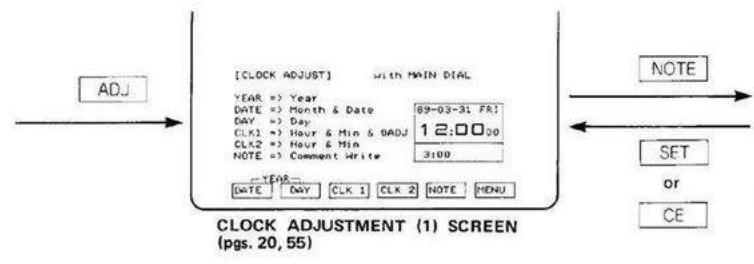 ADJ
[CLOCK ADJUST] with MAIN DIAL
YEAR => Year
DATE => Month & Date
DAY => Day
CLK1 => Hour & Min & 0ADJ
CLK2 => Hour & Min
NOTE => Comment Write
89-03-31 FRI
12:00 00
3:00
YEAR
DATE DAY CLK 1 CLK 2 NOTE MENU
CLOCK ADJUSTMENT (1) SCREEN
(pgs. 20, 55)
NOTE
SET
or
CE